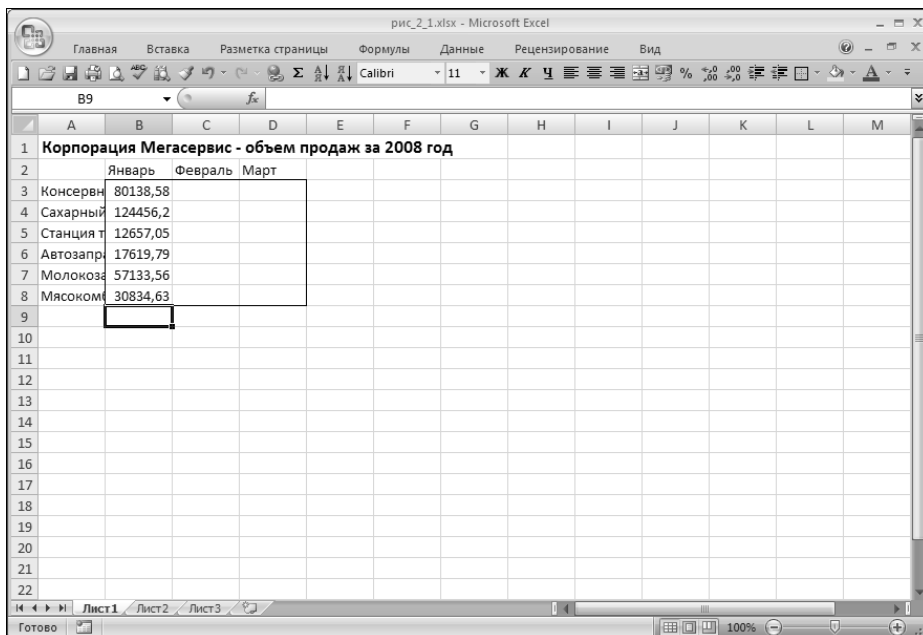 рис_2_1.xlsx - Microsoft Excel
Главная Вставка Разметка страницы Формулы Данные Рецензирование Вид
Calibri 11 Ж К Ч %
B9 fx
A B C D E F G H I J K L M
1 Корпорация Мегасервис - объем продаж за 2008 год
2 Январь Февраль Март
3 Консервн 80138,58
4 Сахарный 124456,2
5 Станция т 12657,05
6 Автозапра 17619,79
7 Молокоза 57133,56
8 Мясокомб 30834,63
9
10
11
12
13
14
15
16
17
18
19
20
21
22
Лист1 Лист2 Лист3
Готово 100%